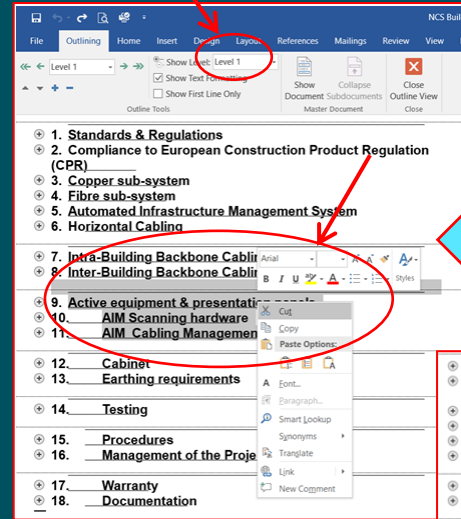 NCS Buil
File Outlining Home Insert Design Layout References Mailings Review View
Level 1
Show Level: Level 1
Show Text Formatting
Show First Line Only
Outline Tools
Show Document
Collapse Subdocuments
Master Document
Close Outline View
Close
1. Standards & Regulations
2. Compliance to European Construction Product Regulation
(CPR)
3. Copper sub-system
4. Fibre sub-system
5. Automated Infrastructure Management System
6. Horizontal Cabling
7. Intra-Building Backbone Cablin
8. Inter-Building Backbone Cablin
Arial
A A
B I U A
Styles
9. Active equipment & presentation panels
10. AIM Scanning hardware
11. AIM Cabling Managemen
Cut
Copy
Paste Options:
A Font...
Paragraph...
Smart Lookup
Synonyms
Translate
Link
New Comment
12. Cabinet
13. Earthing requirements
14. Testing
15. Procedures
16. Management of the Proje
17. Warranty
18. Documentation